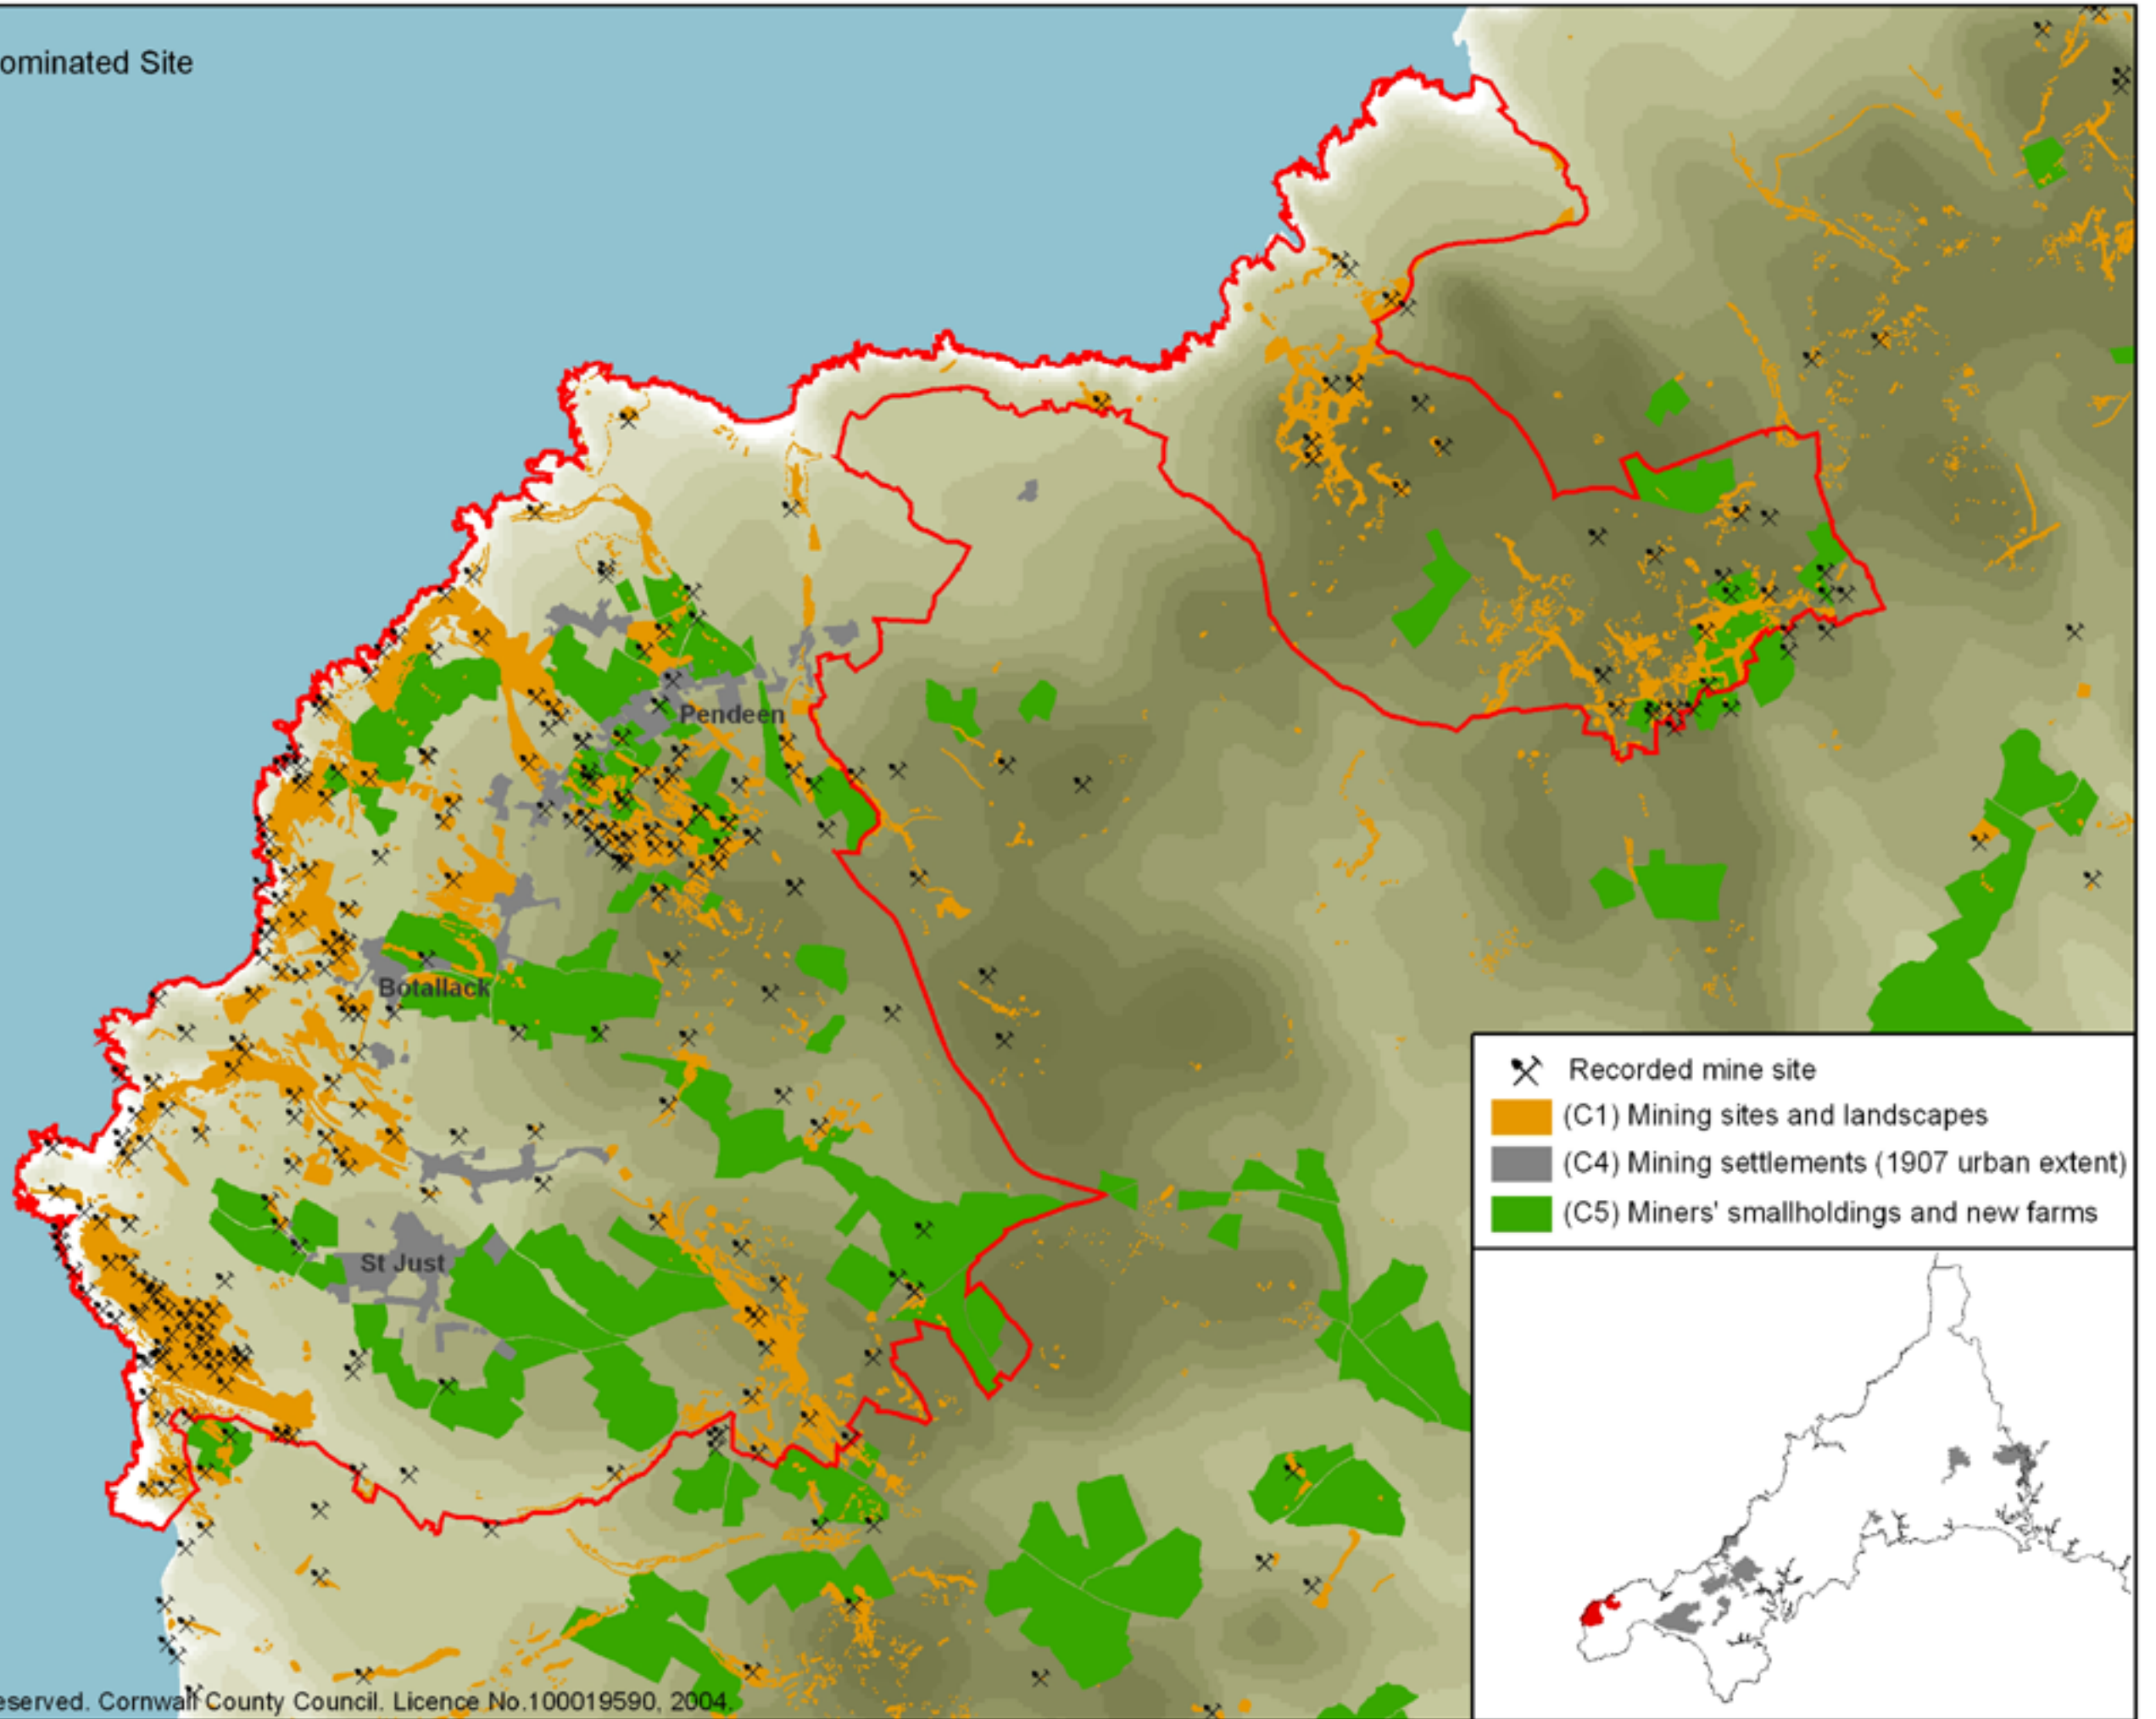 ominated Site
Pendeen
Botallack
St Just
Recorded mine site
(C1) Mining sites and landscapes
(C4) Mining settlements (1907 urban extent)
(C5) Miners' smallholdings and new farms
eserved. Cornwall County Council. Licence No.100019590, 2004.